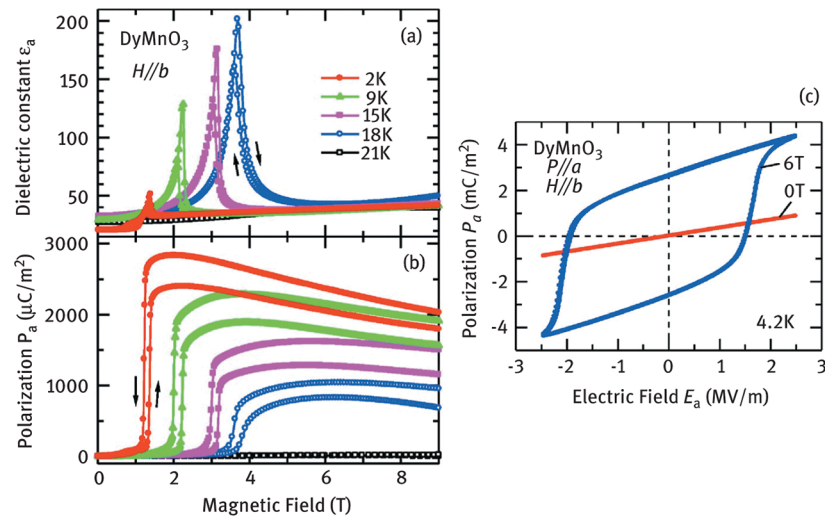 (a)
DyMnO₃
H//b
2K
9K
15K
18K
21K
200
150
100
50
Dielectric constant εₐ
(b)
3000
2000
1000
0
Polarization Pₐ (μC/m²)
0 2 4 6 8
Magnetic Field (T)
(c)
DyMnO₃
P//a
H//b
6T
0T
4.2K
4
2
0
-2
-4
Polarization Pₐ (mC/m²)
-3 -2 -1 0 1 2 3
Electric Field Eₐ (MV/m)